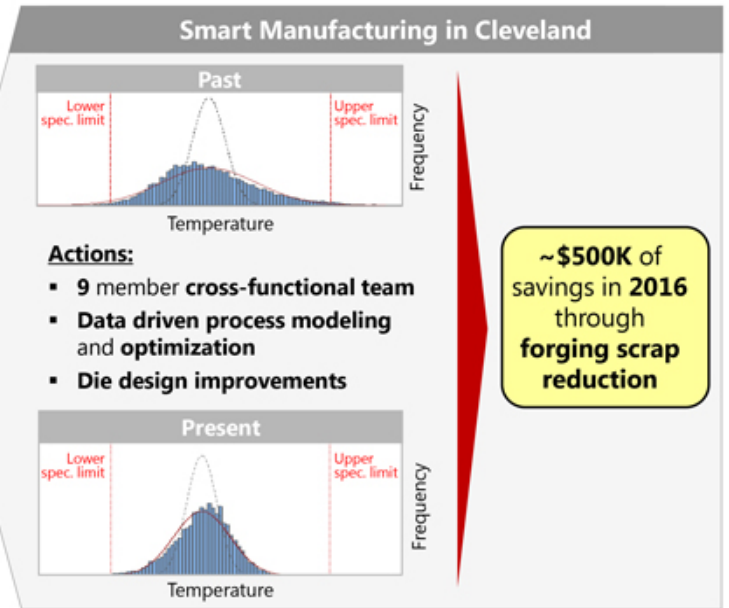 Smart Manufacturing in Cleveland
Past
Lower
spec. limit
Upper
spec. limit
Frequency
Temperature
Actions:
▪ 9 member cross-functional team
▪ Data driven process modeling
and optimization
▪ Die design improvements
Present
Lower
spec. limit
Upper
spec. limit
Frequency
Temperature
~$500K of
savings in 2016
through
forging scrap
reduction